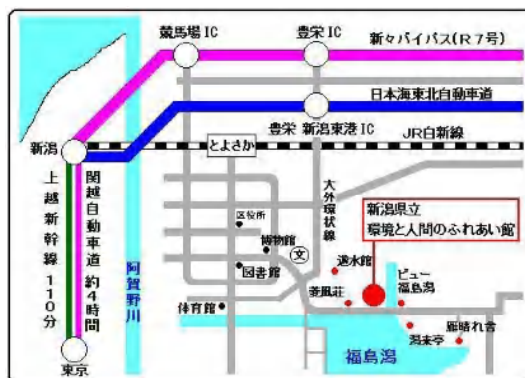 競馬場IC
豊栄IC
新々バイパス(R7号)
日本海東北自動車道
豊栄 新潟東港IC
JR白新線
新潟
とよさか
上越新幹線 110分
関越自動車道 約4時間
阿賀野川
大外環状線
新潟県立
環境と人間のふれあい館
区役所
博物館
文
図書館
遊水館
菱風荘
ビュー
福島潟
体育館
雁晴れ舎
潟来亭
福島潟
東京